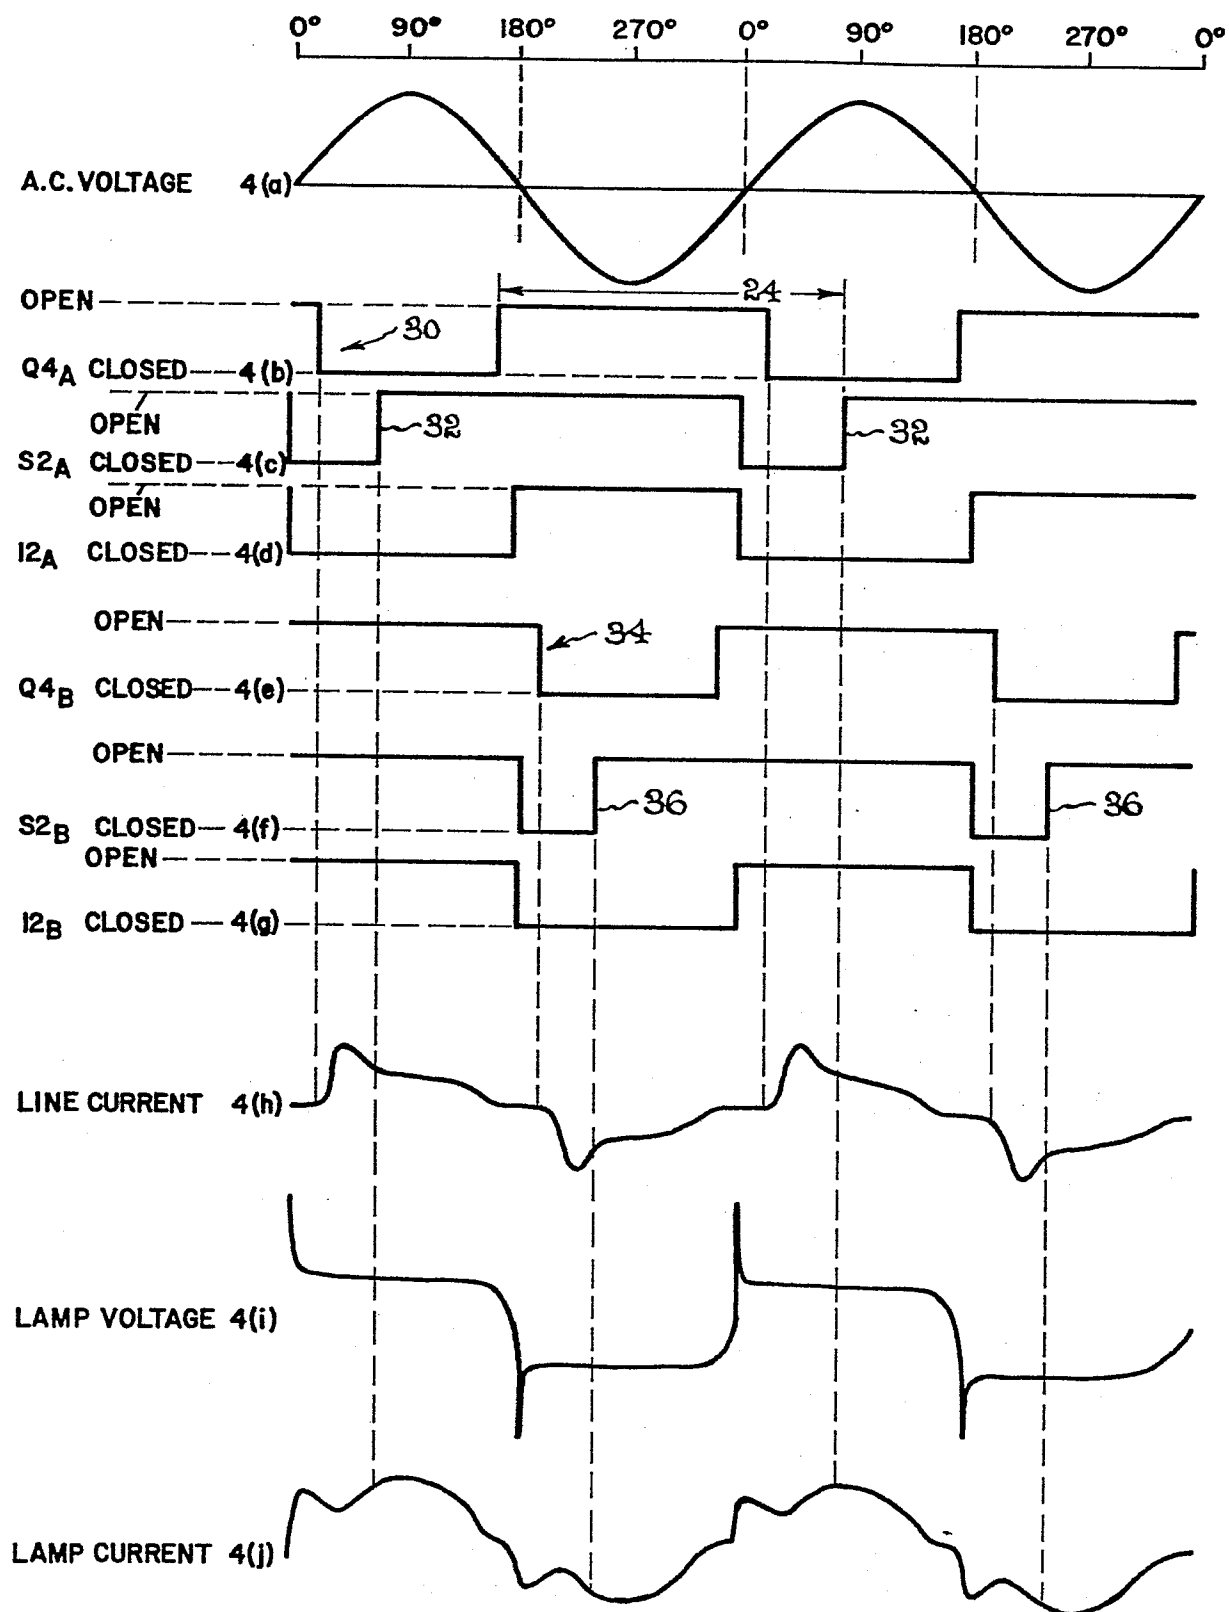 0° 90° 180° 270° 0° 90° 180° 270° 0°
A.C. VOLTAGE 4(a)
OPEN 24
30
Q4A CLOSED 4(b)
OPEN 32 32
S2A CLOSED 4(c)
OPEN
12A CLOSED 4(d)
OPEN 34
Q4B CLOSED 4(e)
OPEN
36 36
S2B CLOSED 4(f)
OPEN
12B CLOSED 4(g)
LINE CURRENT 4(h)
LAMP VOLTAGE 4(i)
LAMP CURRENT 4(j)